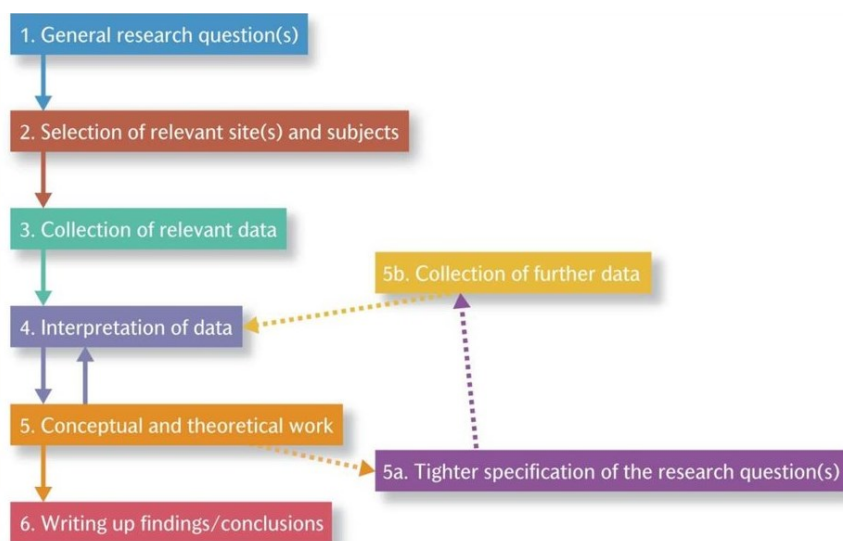 1. General research question(s)
2. Selection of relevant site(s) and subjects
3. Collection of relevant data
5b. Collection of further data
4. Interpretation of data
5. Conceptual and theoretical work
5a. Tighter specification of the research question(s)
6. Writing up findings/conclusions